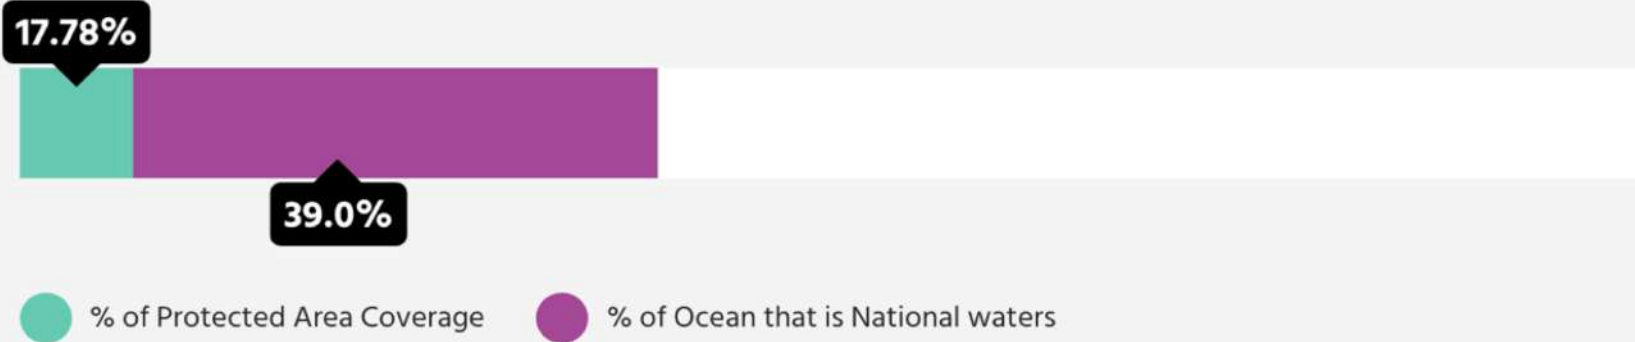 17.78%
39.0%
% of Protected Area Coverage
% of Ocean that is National waters